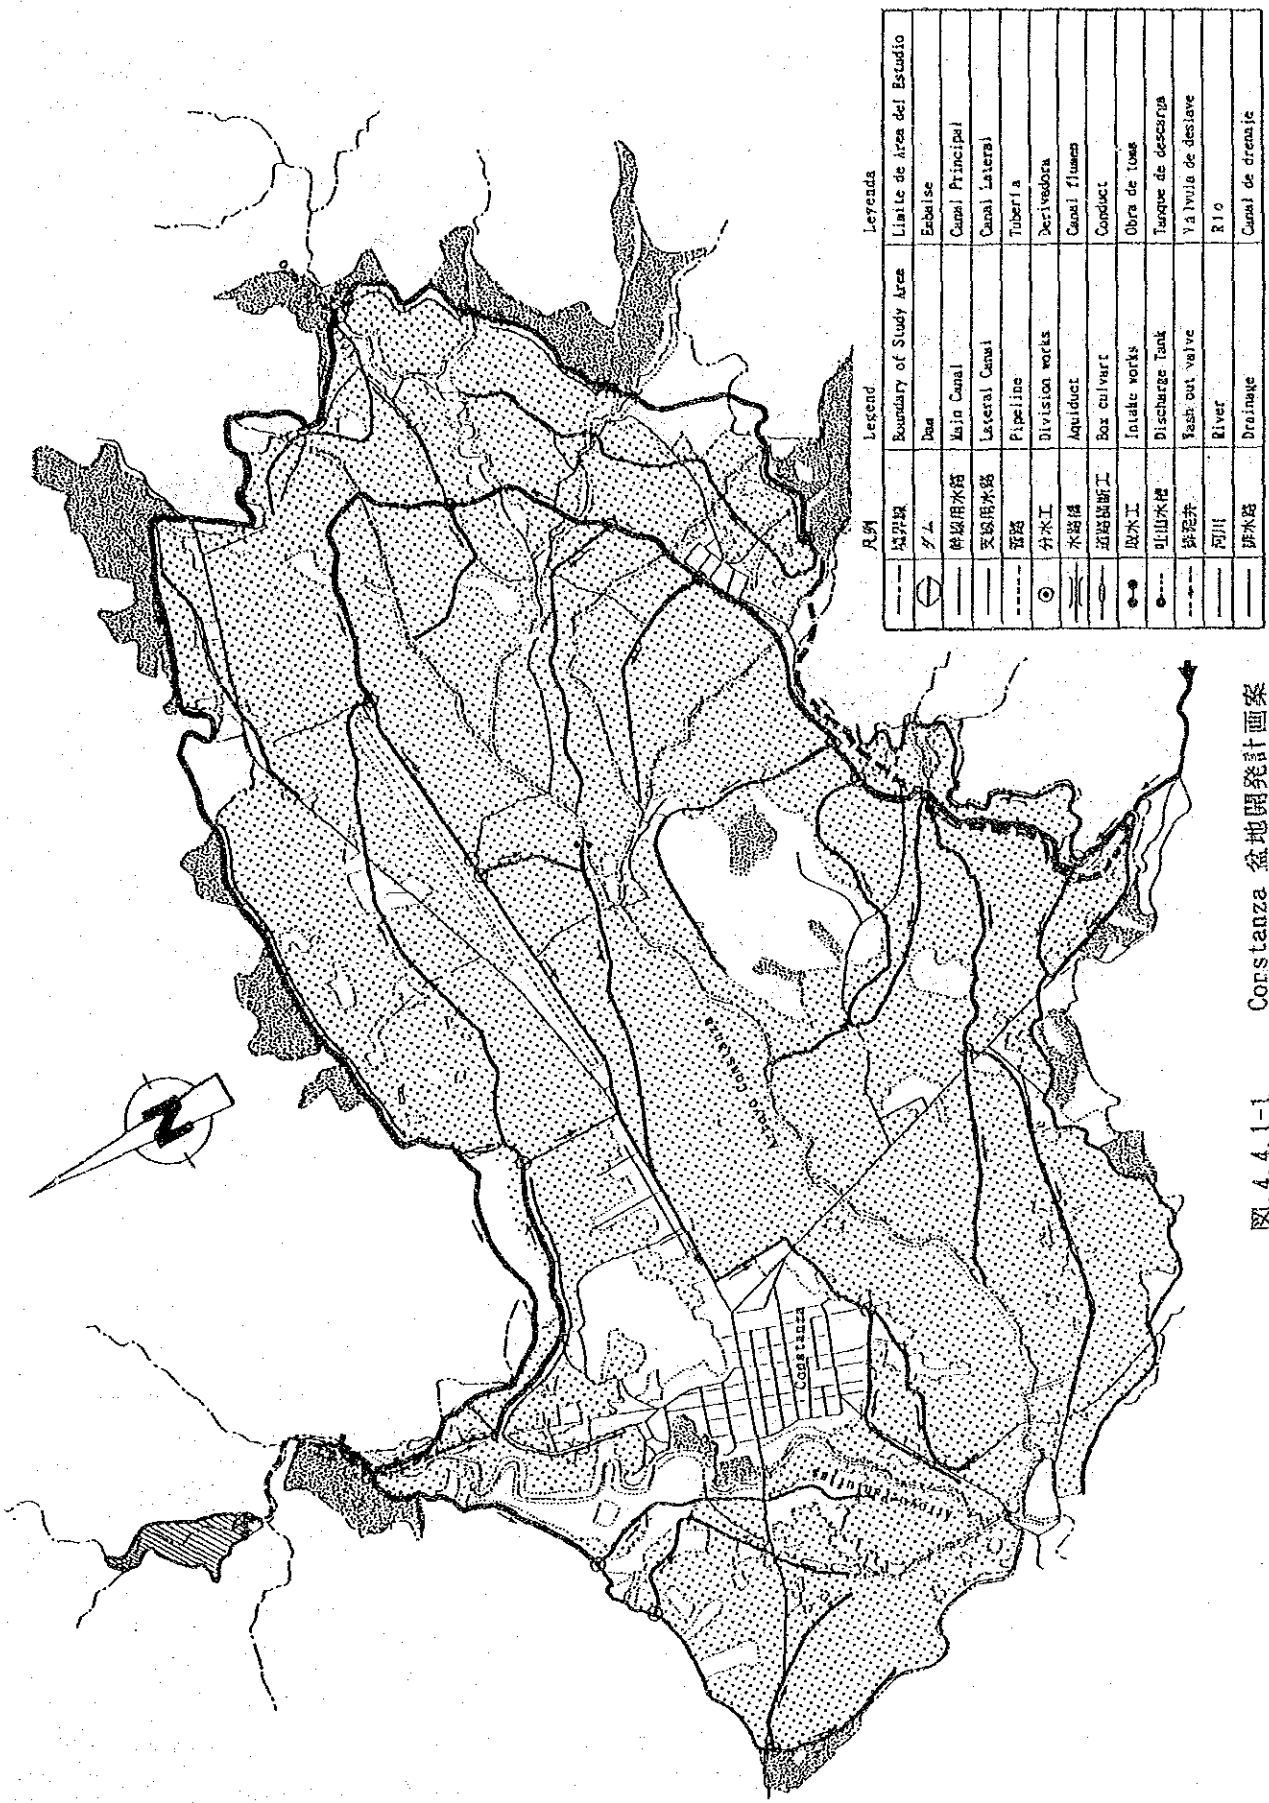 凡例 Legend Leyenda
境界線 Boundary of Study Area Limite de Area del Estudio
ダム Dam Embalse
幹線用水路 Main Canal Canal Principal
支線用水路 Lateral Canal Canal Lateral
管路 Pipeline Tuberia
分水工 Division works Derivadora
水路橋 Aquiduct Canal flumes
道路横断工 Box culvart Conduct
取水工 Intake works Obra de toma
吐出水槽 Discharge Tank Tanque de descarga
排泥弁 Wash out valve Valvula de deslave
河川 River Rio
排水路 Drainage Canal de drenaje
N
Constanza
Arroyo Pantuflas
Constanza
図 4.4.1-1 Constanza 盆地開発計画案